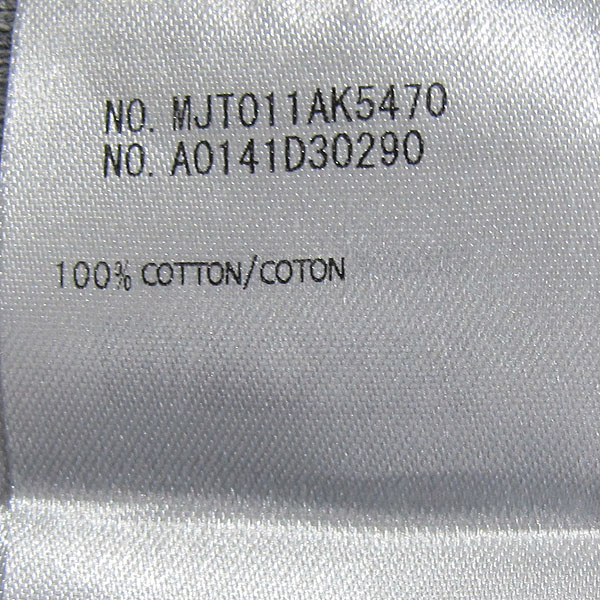 NO. MJT011AK5470
NO. A0141D30290
100% COTTON/COTON